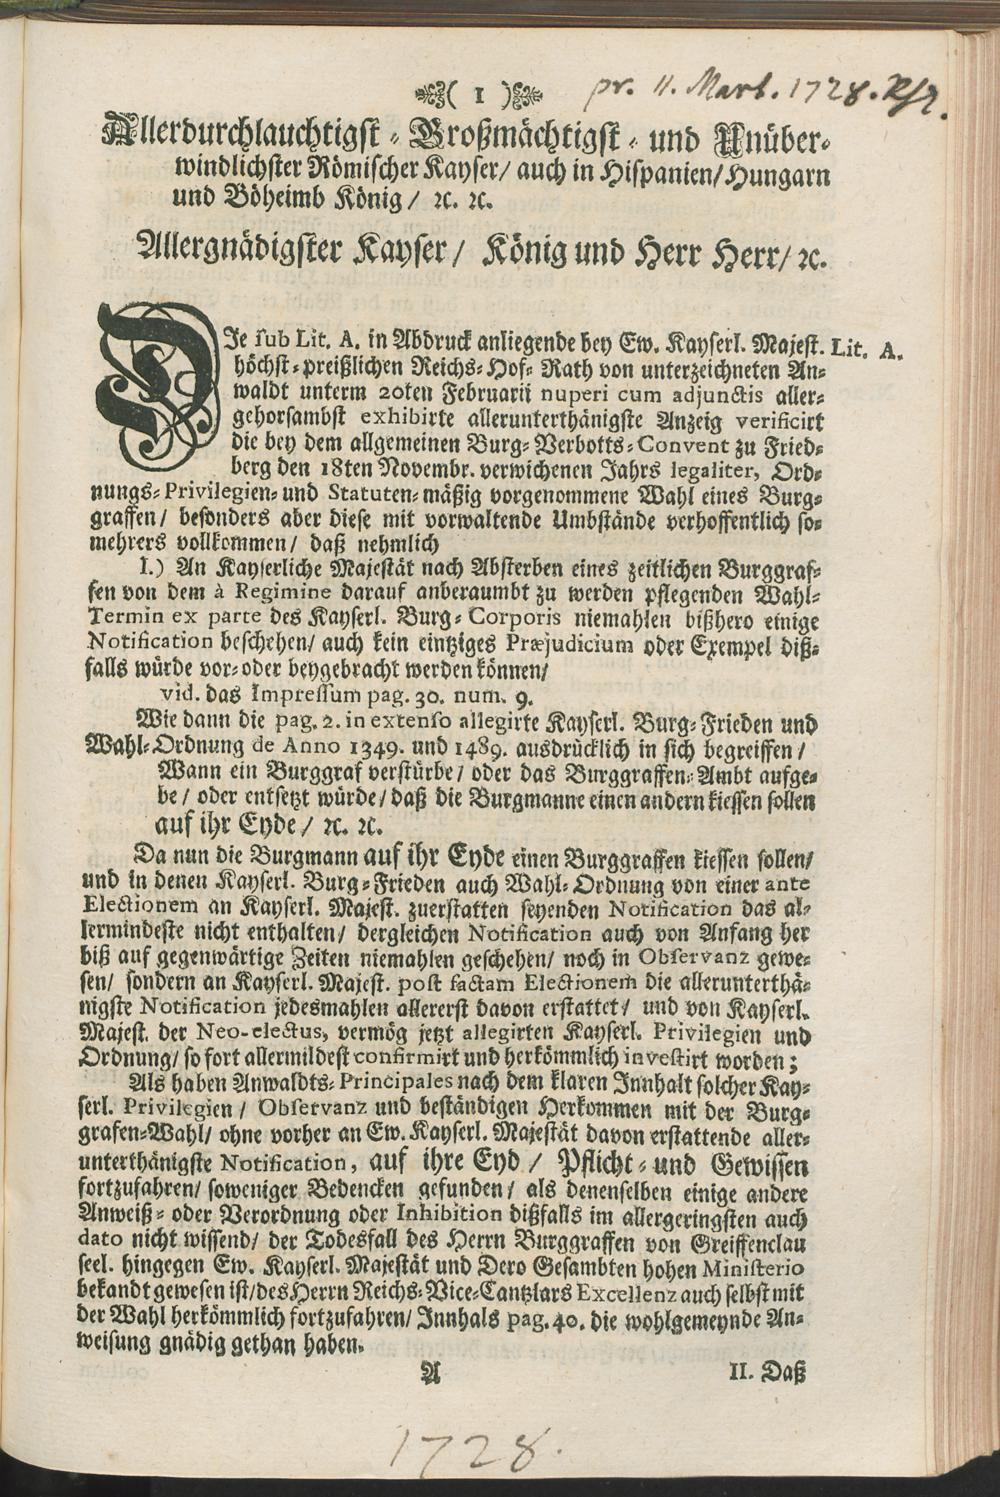 ( 1 ) pr. 11. Mart. 1728.
Allerdurchlauchtigst-Großmächtigst-und Unüber-
windlichster Römischer Kayser/ auch in Hispanien/ Hungarn
und Böheimb König/ ꝛc. ꝛc.
Allergnädigster Kayser/ König und Herr Herr/ ꝛc.
DJe sub Lit. A. in Abdruck anliegende bey Ew. Kayserl. Majest. Lit. A.
höchst-preißlichen Reichs-Hof-Rath von unterzeichneten An-
waldt unterm 20ten Februarii nuperi cum adjunctis aller-
gehorsambst exhibirte allerunterthänigste Anzeig verificirt
die bey dem allgemeinen Burg-Verbotts-Convent zu Fried-
berg den 18ten Novembr. verwichenen Jahrs legaliter, Ord-
nungs-Privilegien-und Statuten-mäßig vorgenommene Wahl eines Burg-
graffen/ besonders aber diese mit vorwaltende Umbstände verhoffentlich so-
mehrers vollkommen/ daß nehmlich
I.) An Kayserliche Majestät nach Absterben eines zeitlichen Burggraf-
fen von dem à Regimine darauf anberaumbt zu werden pflegenden Wahl-
Termin ex parte des Kayserl. Burg-Corporis niemahlen bißhero einige
Notification beschehen/ auch kein eintziges Præjudicium oder Exempel diß-
falls würde vor-oder beygebracht werden können/
vid. das Impressum pag. 30. num. 9.
Wie dann die pag. 2. in extenso allegirte Kayserl. Burg-Frieden und
Wahl-Ordnung de Anno 1349. und 1489. ausdrücklich in sich begreiffen/
Wann ein Burggraf verstürbe/ oder das Burggraffen-Ambt aufge-
be/ oder entsetzt würde/ daß die Burgmanne einen andern kiessen sollen
auf ihr Eyde/ ꝛc. ꝛc.
Da nun die Burgmann auf ihr Eyde einen Burggraffen kiessen sollen/
und in denen Kayserl. Burg-Frieden auch Wahl-Ordnung von einer ante
Electionem an Kayserl. Majest. zuerstatten seyenden Notification das al-
lermindeste nicht enthalten/ dergleichen Notification auch von Anfang her
biß auf gegenwärtige Zeiten niemahlen geschehen/ noch in Observanz gewe-
sen/ sondern an Kayserl. Majest. post factam Electionem die allerunterthä-
nigste Notification jedesmahlen allererst davon erstattet/ und von Kayserl.
Majest. der Neo-electus, vermög jetzt allegirten Kayserl. Privilegien und
Ordnung/ so fort allermildest confirmirt und herkömmlich investirt worden;
Als haben Anwaldts-Principales nach dem klaren Innhalt solcher Kay-
serl. Privilegien/ Observanz und beständigen Herkommen mit der Burg-
grafen-Wahl/ ohne vorher an Ew. Kayserl. Majestät davon erstattende aller-
unterthänigste Notification, auf ihre Eyd/ Pflicht-und Gewissen
fortzufahren/ soweniger Bedencken gefunden/ als denenselben einige andere
Anweiß-oder Verordnung oder Inhibition dißfalls im allergeringsten auch
dato nicht wissend/ der Todesfall des Herrn Burggraffen von Greiffenclau
seel. hingegen Ew. Kayserl. Majestät und Dero Gesambten hohen Ministerio
bekandt gewesen ist/ des Herrn Reichs-Vice-Cantzlars Excellenz auch selbst mit
der Wahl herkömmlich fortzufahren/ Innhals pag. 40. die wohlgemeynde An-
weisung gnädig gethan haben.
A II. Daß
1728.